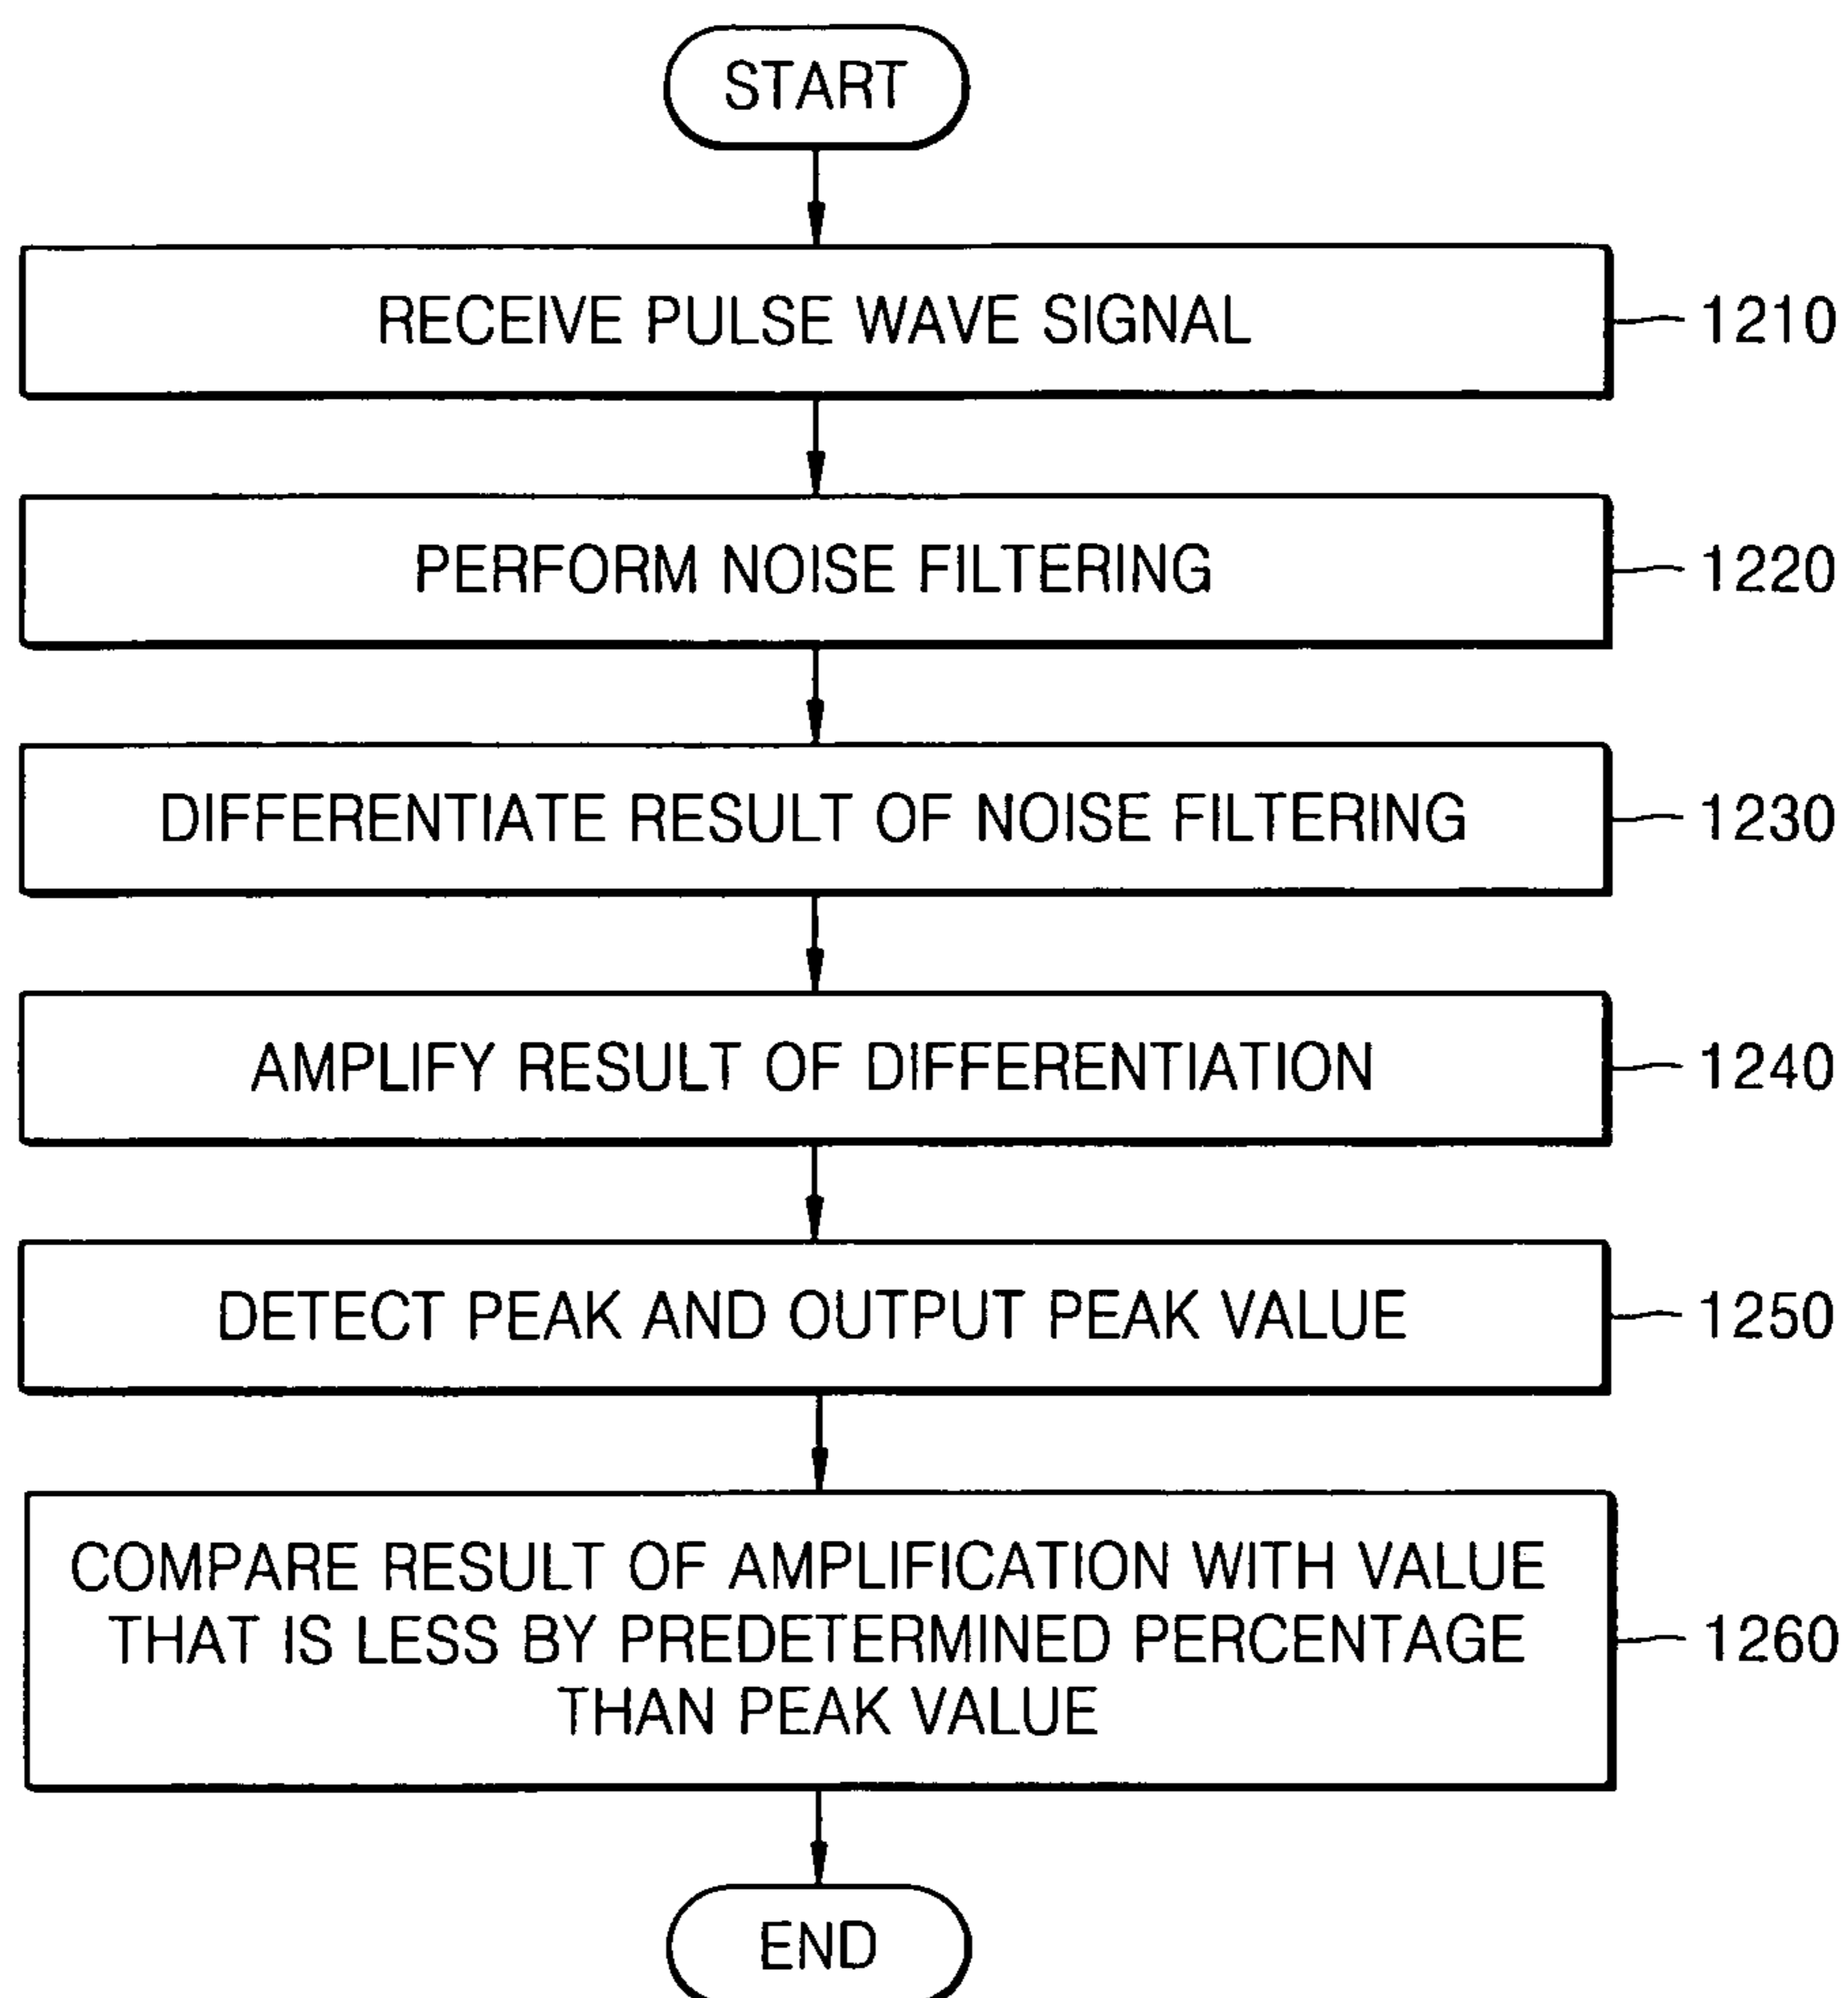 START
RECEIVE PULSE WAVE SIGNAL
1210
PERFORM NOISE FILTERING
1220
DIFFERENTIATE RESULT OF NOISE FILTERING
1230
AMPLIFY RESULT OF DIFFERENTIATION
1240
DETECT PEAK AND OUTPUT PEAK VALUE
1250
COMPARE RESULT OF AMPLIFICATION WITH VALUE
THAT IS LESS BY PREDETERMINED PERCENTAGE
THAN PEAK VALUE
1260
END